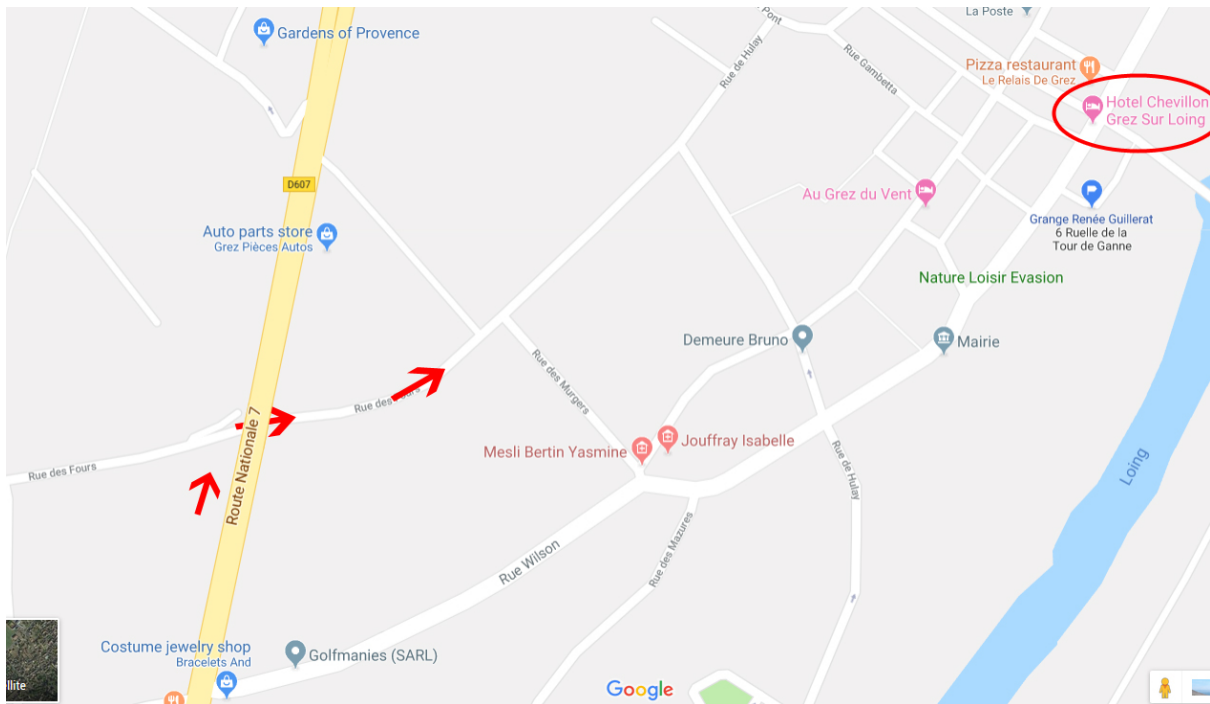 La Poste
Pont
Gardens of Provence
Rue de Hulay
Rue Gambetta
Pizza restaurant
Le Relais De Grez
Hotel Chevillon
Grez Sur Loing
D607
Au Grez du Vent
Grange Renée Guillerat
6 Ruelle de la
Tour de Ganne
Auto parts store
Grez Pièces Autos
Nature Loisir Evasion
Demeure Bruno
Mairie
Rue des Murgers
Rue des
Route Nationale 7
Mesli Bertin Yasmine
Jouffray Isabelle
Rue des Fours
Rue de Hulay
Loing
Rue Wilson
Rue des Mazures
Costume jewelry shop
Bracelets And
Golfmanies (SARL)
llite
Google